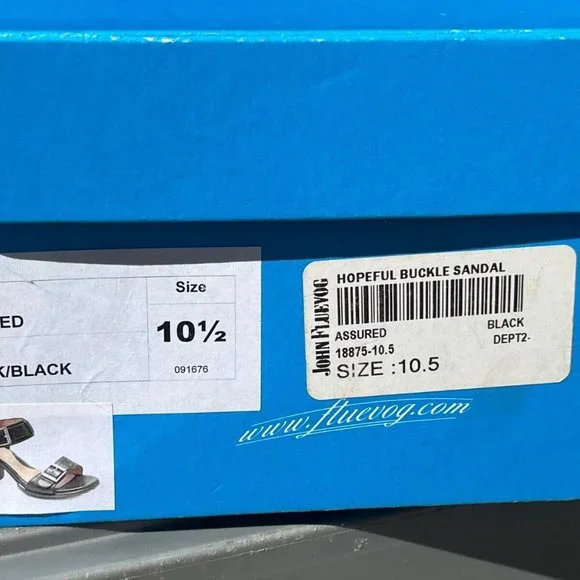 Size
ED
10½
K/BLACK
091676
JOHN FLUEVOG
HOPEFUL BUCKLE SANDAL
ASSURED BLACK
18875-10.5 DEPT2-
SIZE :10.5
www.fluevog.com